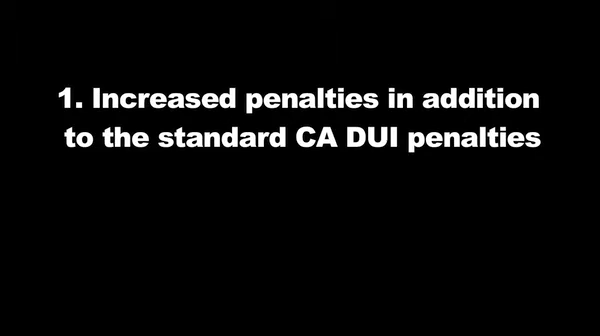 1. Increased penalties in addition
to the standard CA DUI penalties